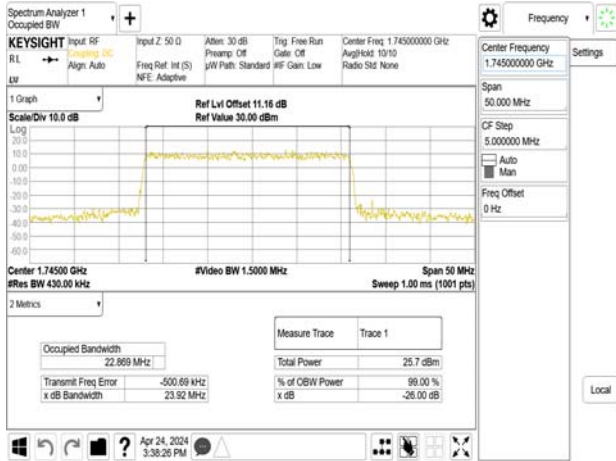 Spectrum Analyzer 1
Occupied BW
+
Frequency
KEYSIGHT
Input: RF
Input Z: 50 Ω
Atten: 30 dB
Trig: Free Run
Center Freq: 1.745000000 GHz
RL
Coupling: DC
Preamp: Off
Gate: Off
Avg|Hold: 10/10
Align: Auto
Freq Ref: Int (S)
µW Path: Standard
#IF Gain: Low
Radio Std: None
NFE: Adaptive
Center Frequency
1.745000000 GHz
Settings
Span
50.000 MHz
CF Step
5.000000 MHz
Auto
Man
Freq Offset
0 Hz
Local
1 Graph
Ref Lvl Offset 11.16 dB
Scale/Div 10.0 dB
Ref Value 30.00 dBm
Log
20.0
10.0
0.00
-10.0
-20.0
-30.0
-40.0
-50.0
-60.0
Center 1.74500 GHz
#Video BW 1.5000 MHz
Span 50 MHz
#Res BW 430.00 kHz
Sweep 1.00 ms (1001 pts)
2 Metrics
Measure Trace
Trace 1
Occupied Bandwidth
22.869 MHz
Total Power
25.7 dBm
Transmit Freq Error
-500.69 kHz
% of OBW Power
99.00 %
x dB Bandwidth
23.92 MHz
x dB
-26.00 dB
?
Apr 24, 2024
3:38:26 PM